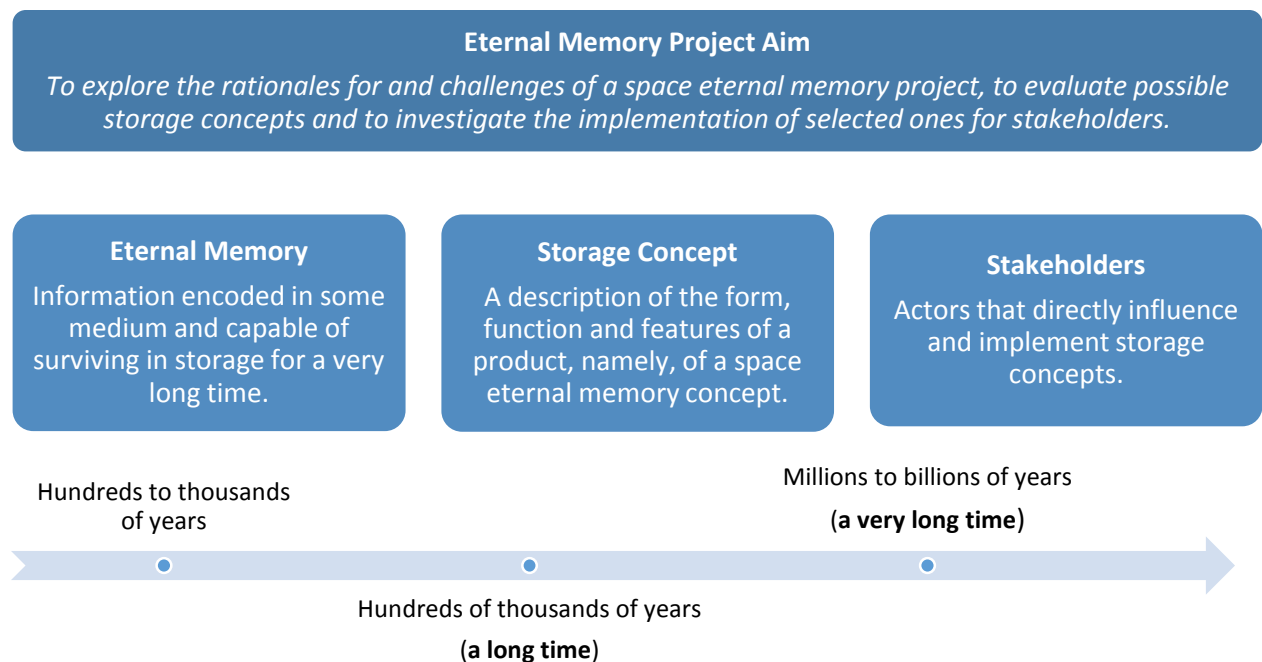 Eternal Memory Project Aim
To explore the rationales for and challenges of a space eternal memory project, to evaluate possible
storage concepts and to investigate the implementation of selected ones for stakeholders.
Eternal Memory
Information encoded in some
medium and capable of
surviving in storage for a very
long time.
Storage Concept
A description of the form,
function and features of a
product, namely, of a space
eternal memory concept.
Stakeholders
Actors that directly influence
and implement storage
concepts.
Hundreds to thousands
of years
Hundreds of thousands of years
(a long time)
Millions to billions of years
(a very long time)